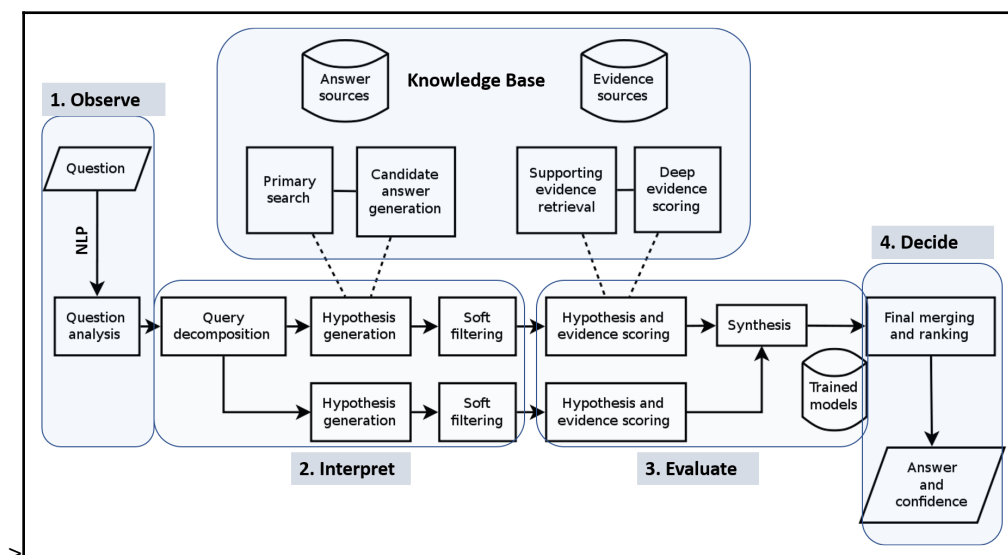 Knowledge Base
Answer
sources
Evidence
sources
1. Observe
Question
NLP
Primary
search
Candidate
answer
generation
Supporting
evidence
retrieval
Deep
evidence
scoring
4. Decide
Question
analysis
Query
decomposition
Hypothesis
generation
Soft
filtering
Hypothesis and
evidence scoring
Synthesis
Final merging
and ranking
Trained
models
Hypothesis
generation
Soft
filtering
Hypothesis and
evidence scoring
2. Interpret
3. Evaluate
Answer
and
confidence
>